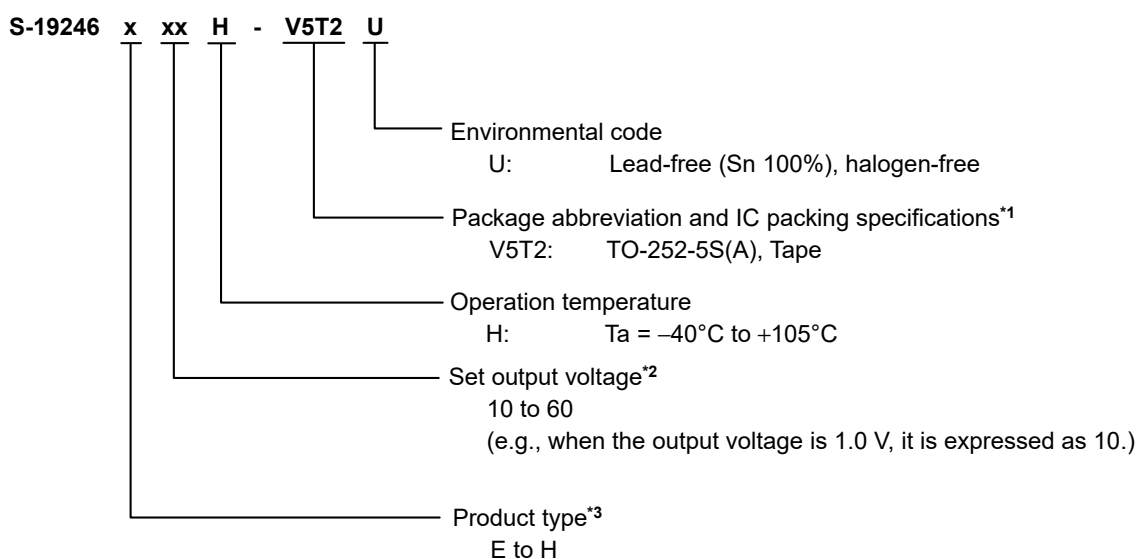 S-19246 x xx H - V5T2 U
Environmental code
U: Lead-free (Sn 100%), halogen-free
Package abbreviation and IC packing specifications*1
V5T2: TO-252-5S(A), Tape
Operation temperature
H: Ta = −40°C to +105°C
Set output voltage*2
10 to 60
(e.g., when the output voltage is 1.0 V, it is expressed as 10.)
Product type*3
E to H